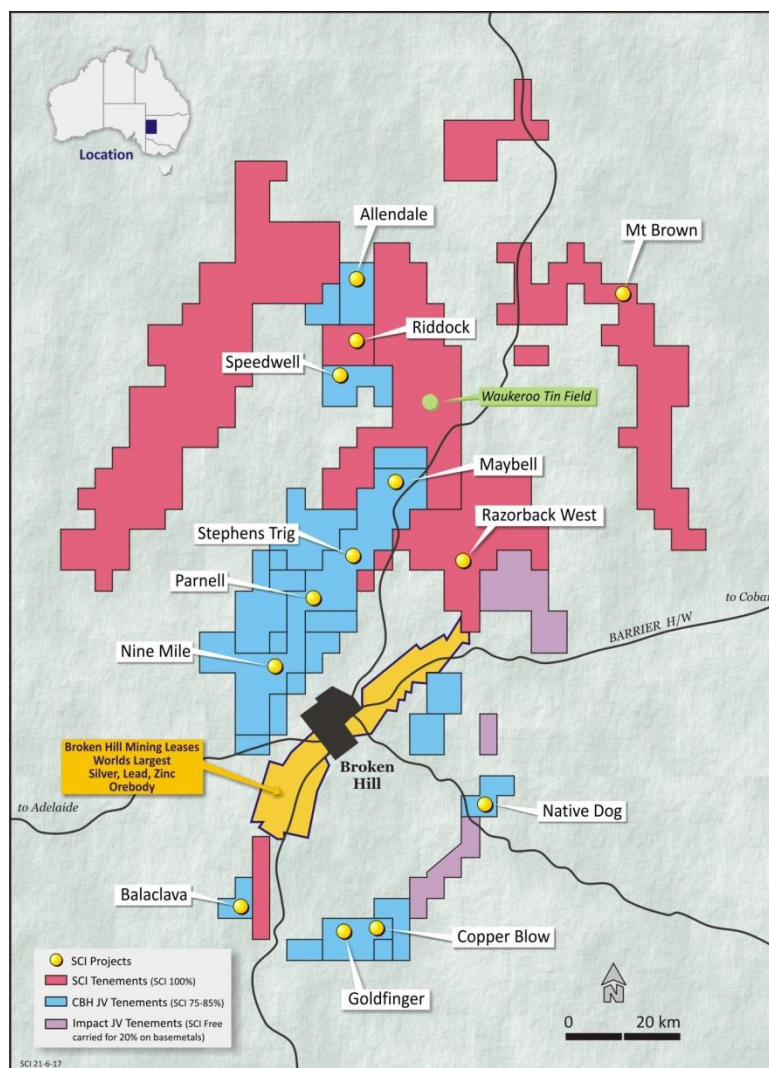 Location
Allendale
Mt Brown
Riddock
Speedwell
Waukeroo Tin Field
Maybell
Razorback West
Stephens Trig
Parnell
to Cobar
BARRIER H/W
Nine Mile
Broken Hill Mining Leases
Worlds Largest
Silver, Lead, Zinc
Orebody
Broken
Hill
to Adelaide
Native Dog
Balaclava
Copper Blow
Goldfinger
SCI Projects
SCI Tenements (SCI 100%)
CBH JV Tenements (SCI 75-85%)
Impact JV Tenements (SCI Free
carried for 20% on basemetals)
N
0 20 km
SCI 21-6-17